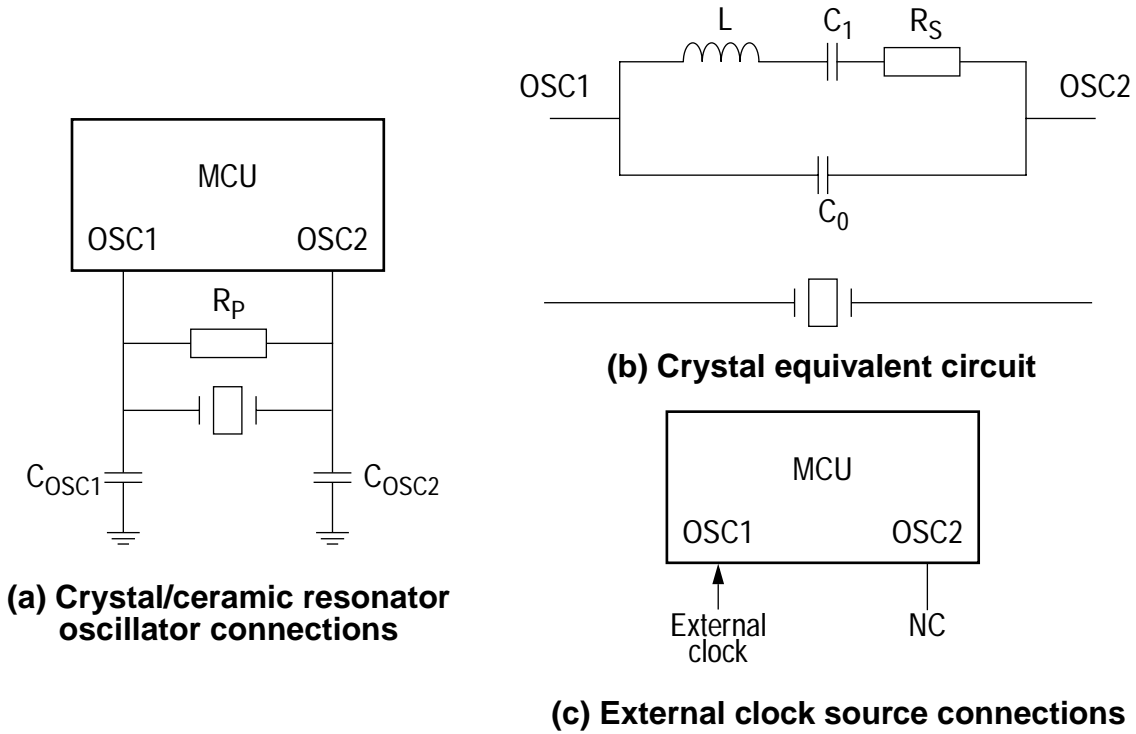 MCU
OSC1 OSC2
R_P
C_OSC1 C_OSC2
(a) Crystal/ceramic resonator
oscillator connections
L C_1 R_S
OSC1 OSC2
C_0
(b) Crystal equivalent circuit
MCU
OSC1 OSC2
External
clock
NC
(c) External clock source connections